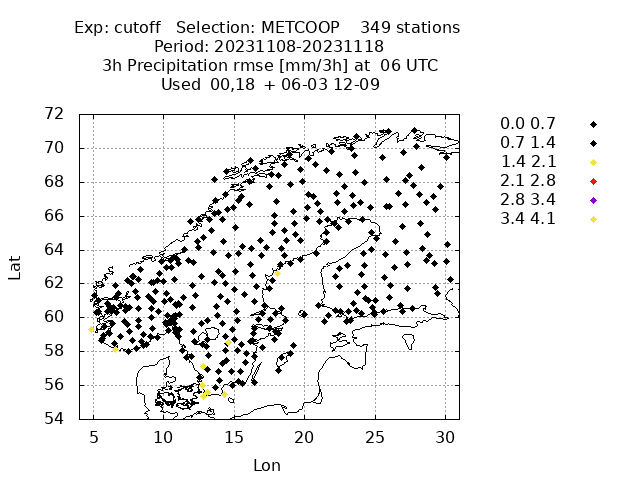 Exp: cutoff   Selection: METCOOP    349 stations
Period: 20231108-20231118
3h Precipitation rmse [mm/3h] at  06 UTC
Used  00,18  + 06-03 12-09
0.0 0.7
0.7 1.4
1.4 2.1
2.1 2.8
2.8 3.4
3.4 4.1
72
70
68
66
64
62
60
58
56
54
Lat
5 10 15 20 25 30
Lon